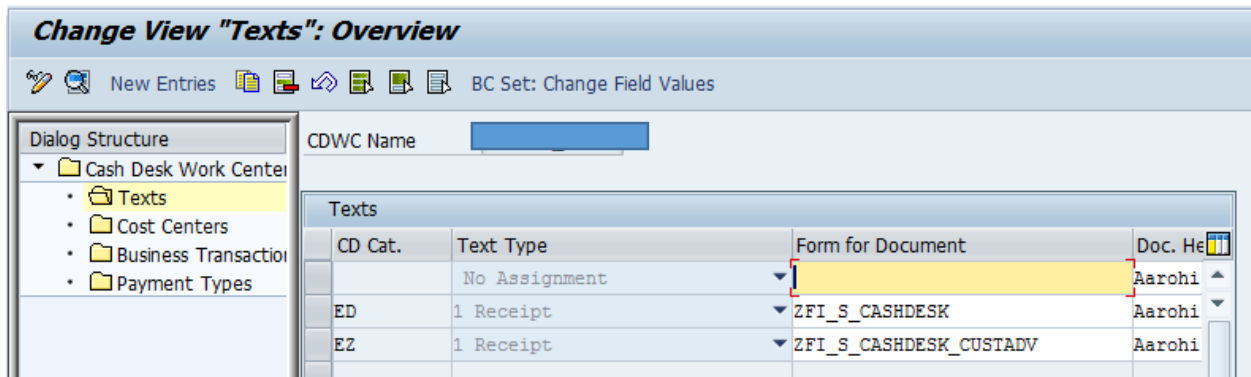 Change View "Texts": Overview
New Entries BC Set: Change Field Values
Dialog Structure
CDWC Name
Cash Desk Work Center
Texts
Cost Centers
Business Transaction
Payment Types
Texts
CD Cat. Text Type Form for Document Doc. He
No Assignment Aarohi
ED 1 Receipt ZFI_S_CASHDESK Aarohi
EZ 1 Receipt ZFI_S_CASHDESK_CUSTADV Aarohi